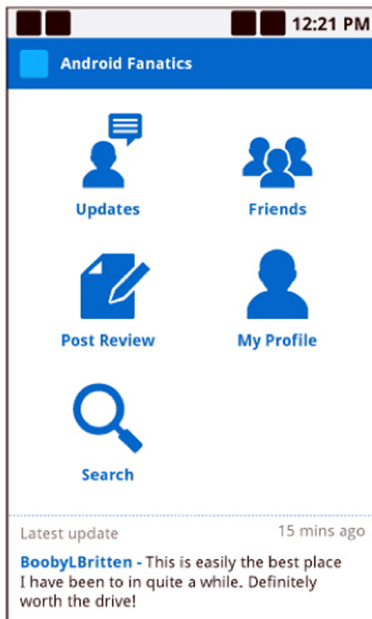 12:21 PM
Android Fanatics
Updates
Friends
Post Review
My Profile
Search
Latest update
15 mins ago
BoobyLBritten - This is easily the best place
I have been to in quite a while. Definitely
worth the drive!